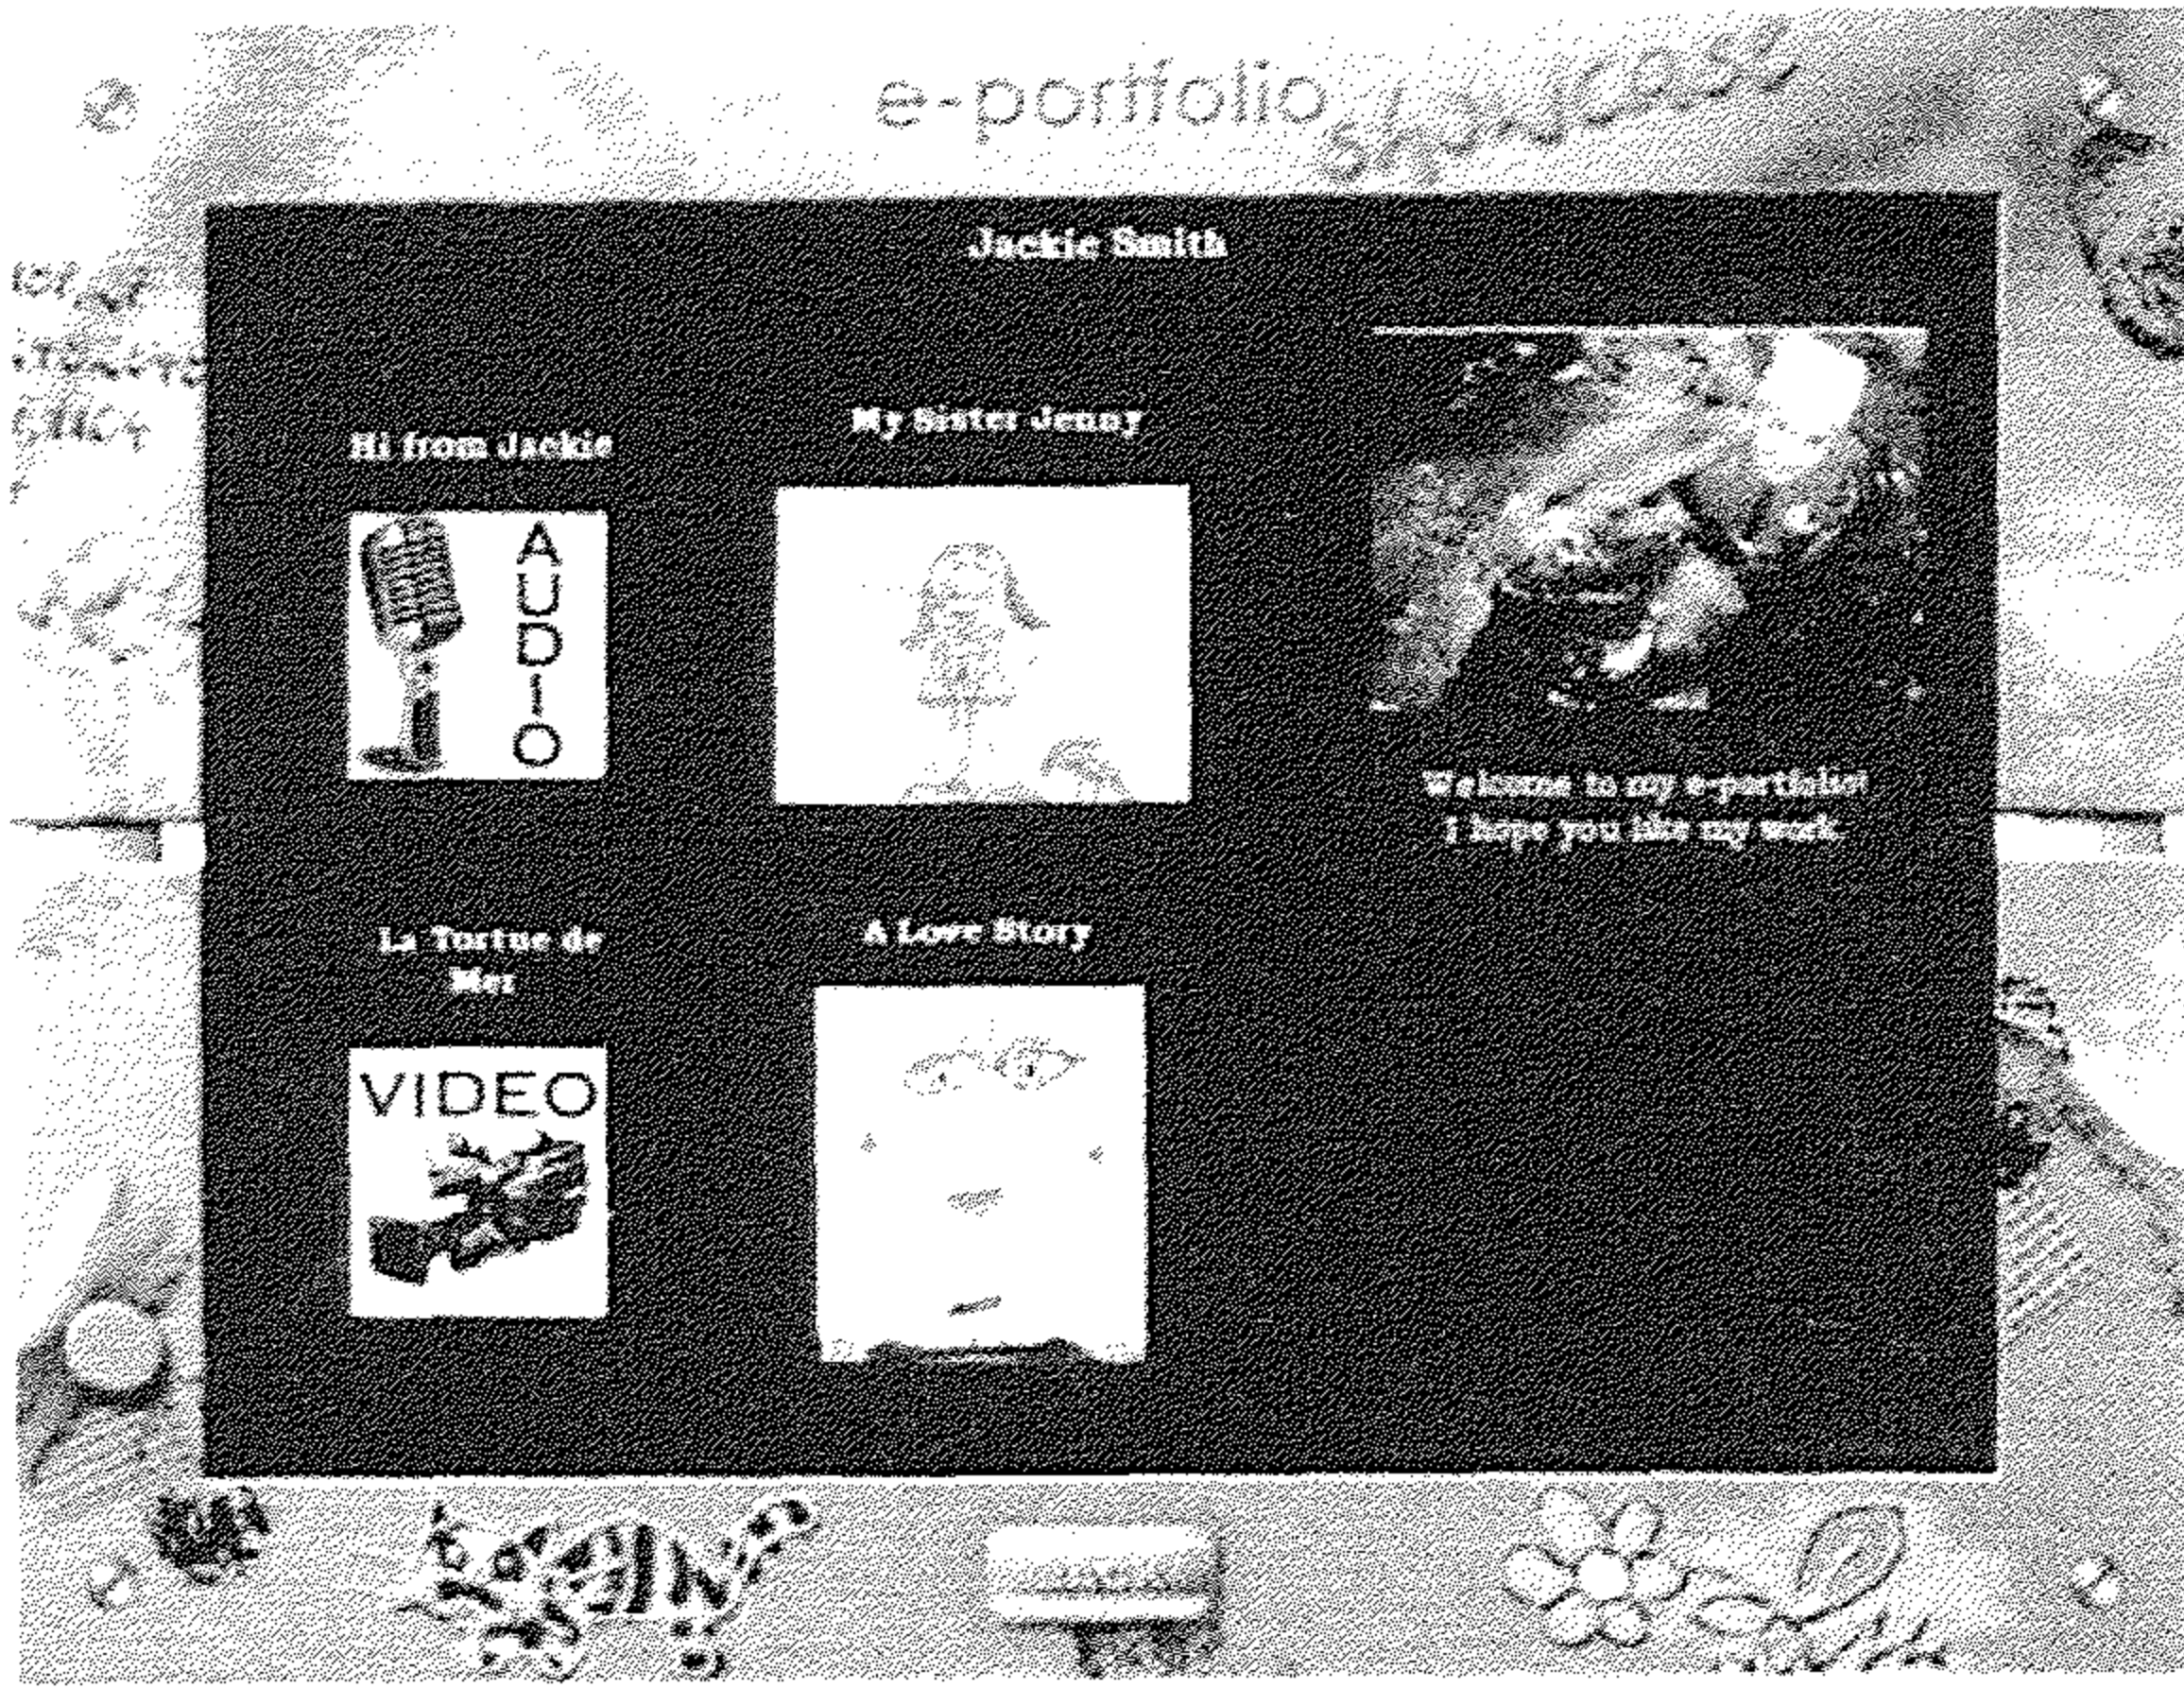 e-portfolio showcase
Jackie Smith
Hi from Jackie
AUDIO
My Sister Jenny
Welcome to my e-portfolio!
I hope you like my work.
La Tortue de
Mer
VIDEO
A Love Story